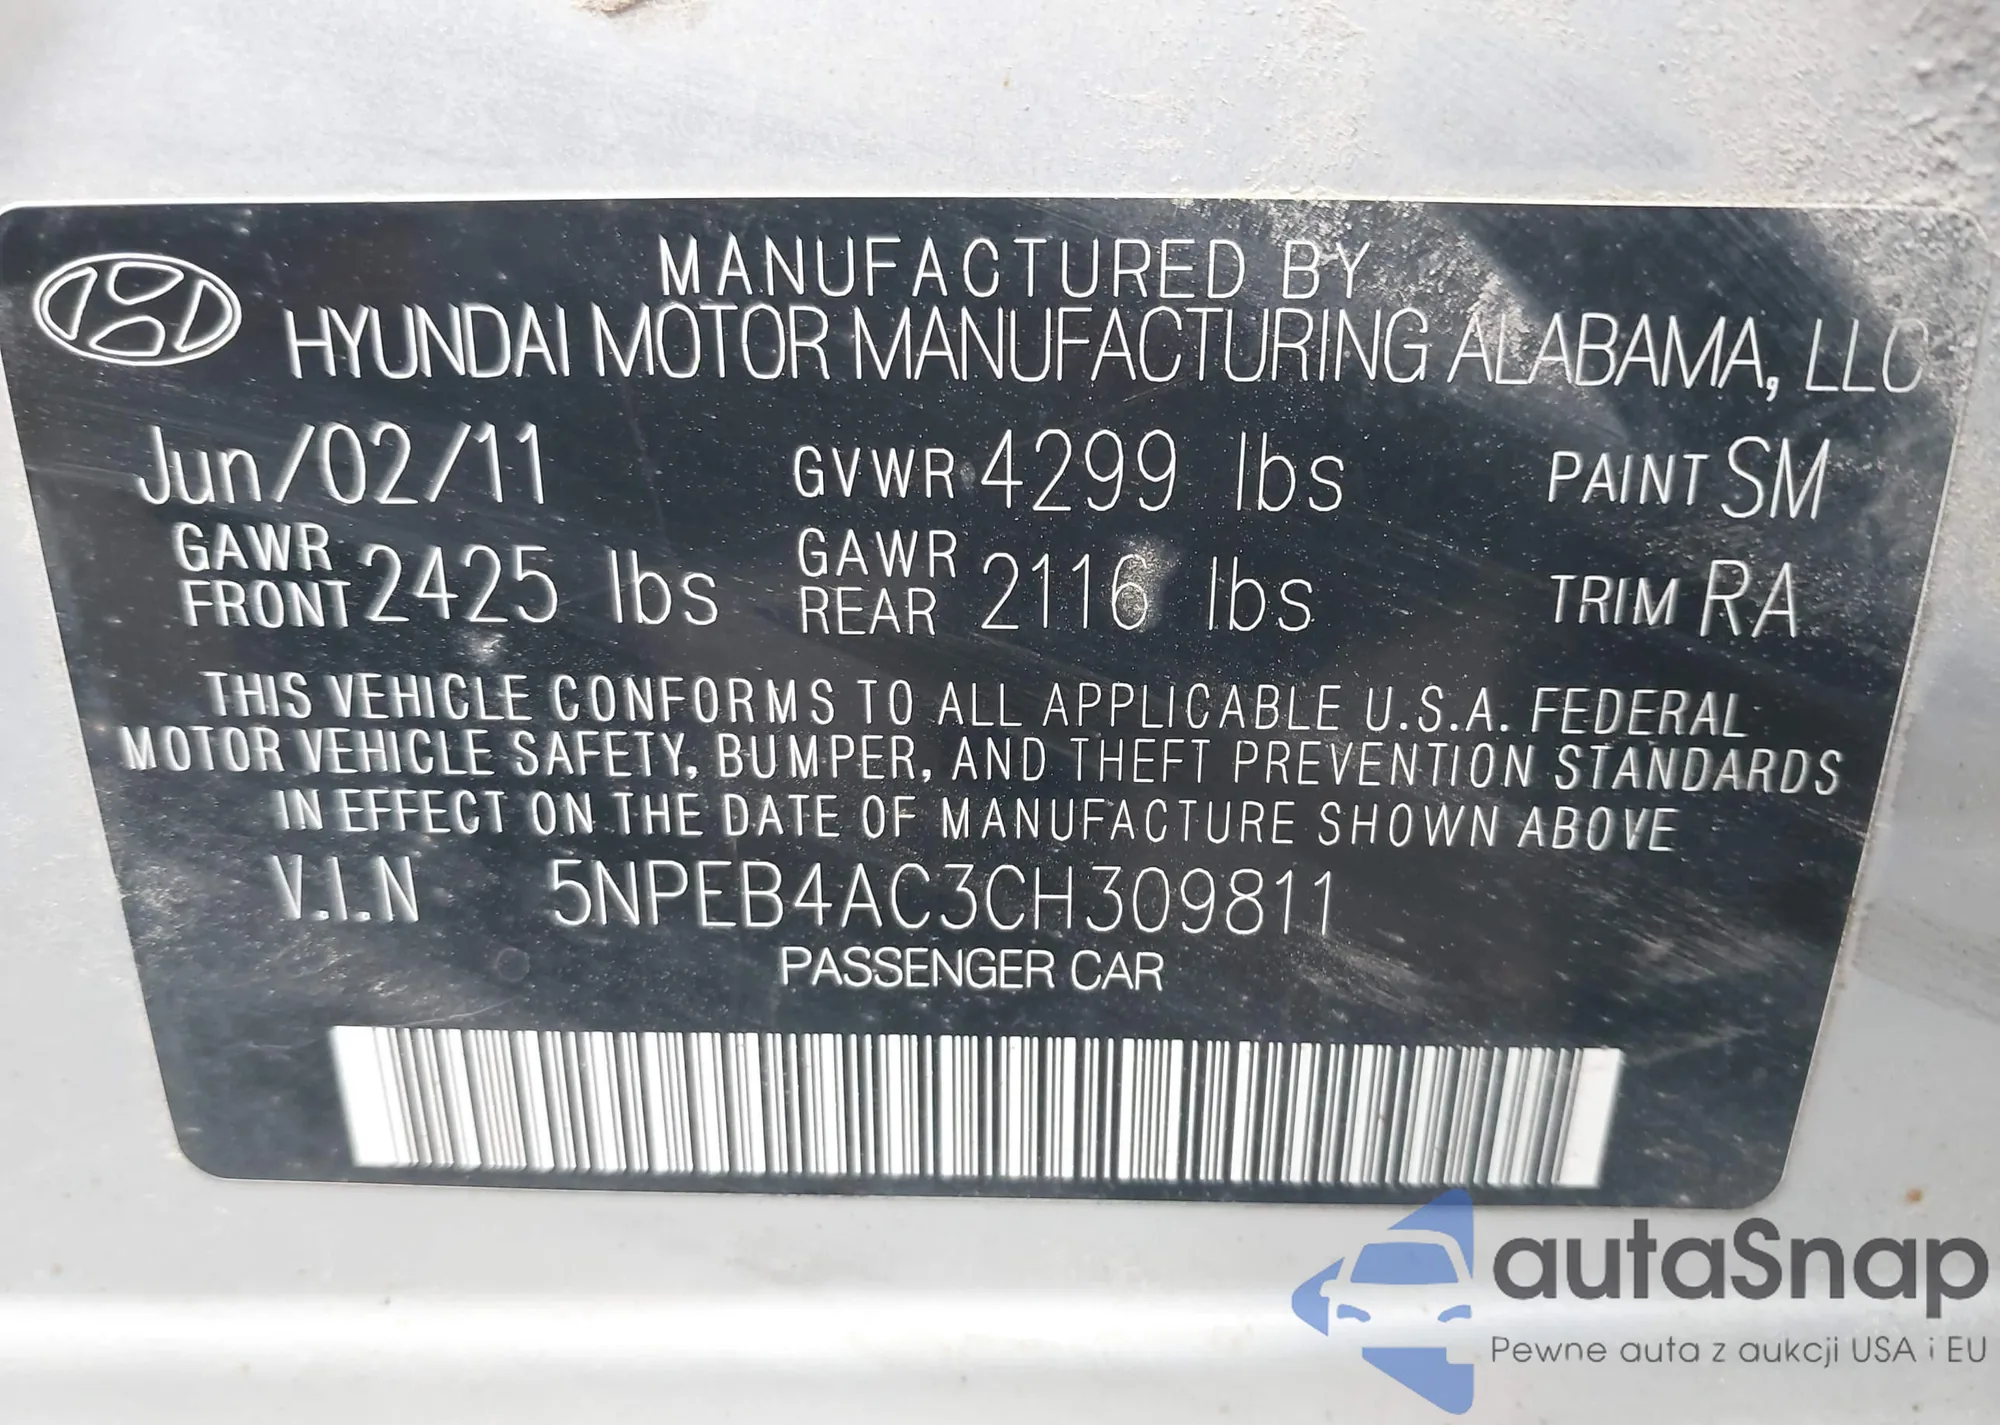 MANUFACTURED BY
HYUNDAI MOTOR MANUFACTURING ALABAMA, LLC
Jun/02/11 GVWR 4299 lbs PAINT SM
GAWR FRONT 2425 lbs GAWR REAR 2116 lbs TRIM RA
THIS VEHICLE CONFORMS TO ALL APPLICABLE U.S.A. FEDERAL
MOTOR VEHICLE SAFETY, BUMPER, AND THEFT PREVENTION STANDARDS
IN EFFECT ON THE DATE OF MANUFACTURE SHOWN ABOVE
V.I.N 5NPEB4AC3CH309811
PASSENGER CAR
autaSnap
Pewne auta z aukcji USA i EU